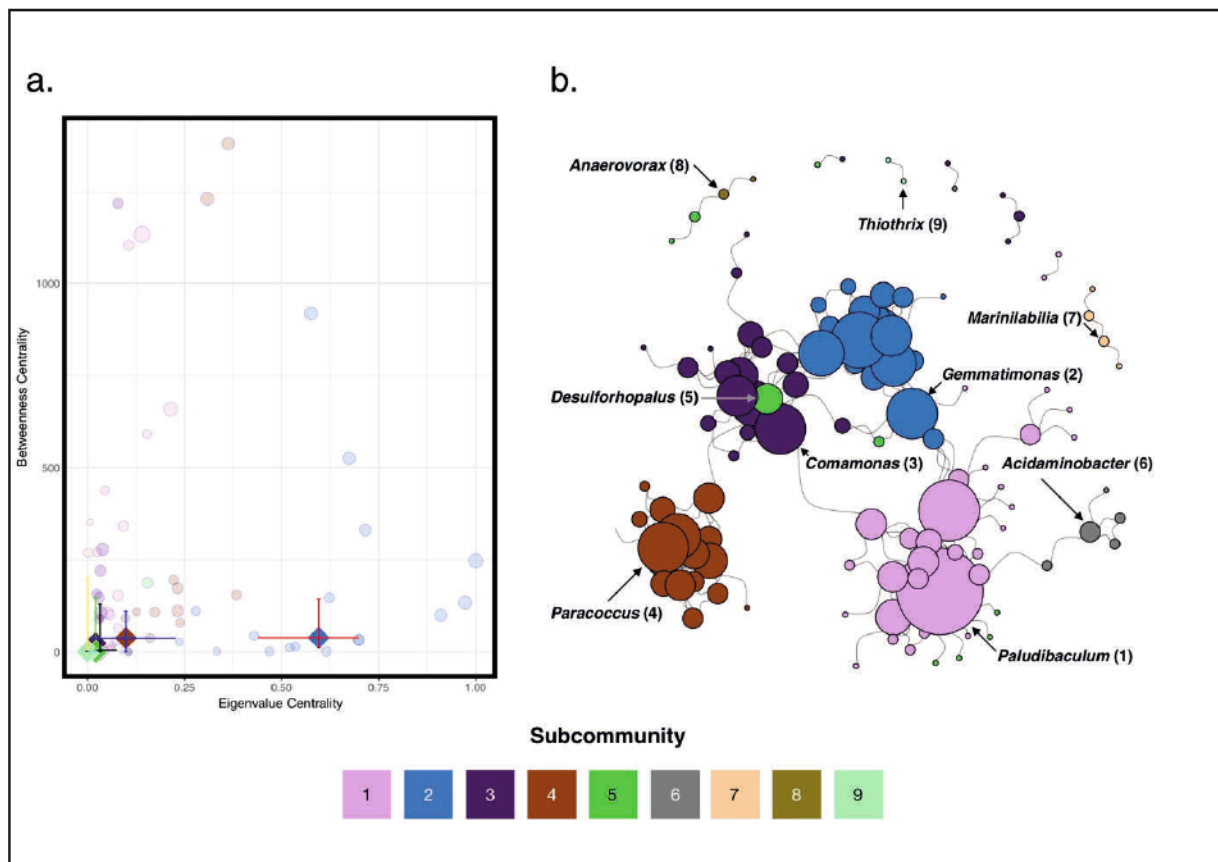 a.
b.
Betweenness Centrality
1000
500
0
0.00 0.25 0.50 0.75 1.00
Eigenvalue Centrality
Anaerovorax (8)
Thiothrix (9)
Marinilabilia (7)
Gemmatimonas (2)
Desulforhopalus (5)
Comamonas (3)
Acidaminobacter (6)
Paracoccus (4)
Paludibaculum (1)
Subcommunity
1 2 3 4 5 6 7 8 9